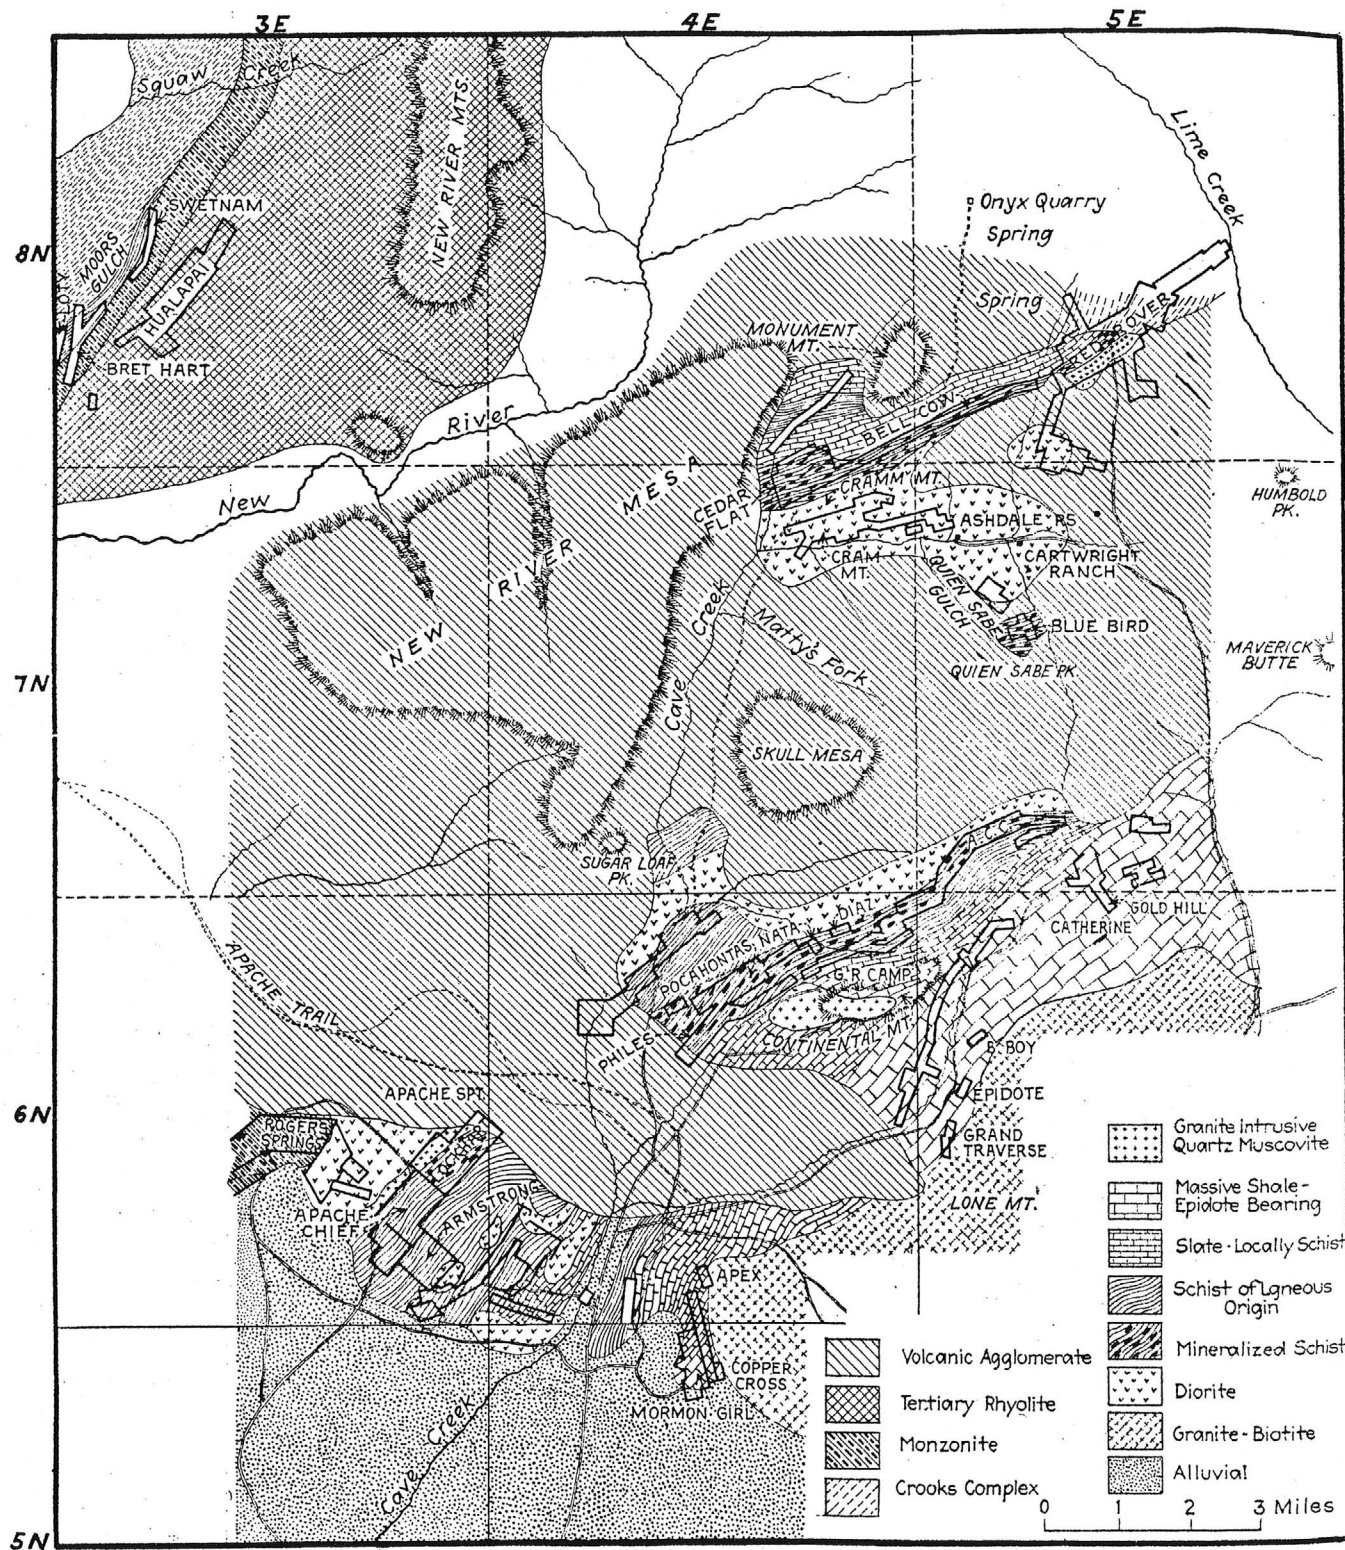 3E
4E
5E
Squaw Creek
NEW RIVER MTS.
Lime Creek
SWETNAM
Onyx Quarry
Spring
8N
MOORS
GULCH
HUALAPAI
Spring
MONUMENT
MT.
RED ROVER
BRET HART
New River
BELL COW
NEW RIVER MESA
CEDAR
FLAT
CRAMM MT.
HUMBOLD
PK.
ASHDALE RS
CRAM
MT.
CARTWRIGHT
RANCH
QUIEN SABE
GULCH
Cave Creek
Matty's Fork
BLUE BIRD
MAVERICK
BUTTE
QUIEN SABE PK.
7N
SKULL MESA
A.C.C.
SUGAR LOAF
PK.
GOLD HILL
CATHERINE
POCAHONTAS, NATA. DIAZ
APACHE TRAIL
G.R. CAMP
CONTINENTAL MT.
PHILES
B. BOY
APACHE SPT.
EPIDOTE
6N
ROGERS
SPRINGS
GRAND
TRAVERSE
ROCKERS
ARMSTRONG
LONE MT.
APACHE
CHIEF
APEX
COPPER
CROSS
MORMON GIRL
Cave Creek
5N
Granite Intrusive
Quartz Muscovite
Massive Shale-
Epidote Bearing
Slate-Locally Schist
Schist of Igneous
Origin
Mineralized Schist
Diorite
Granite-Biotite
Alluvial
Volcanic Agglomerate
Tertiary Rhyolite
Monzonite
Crooks Complex
0 1 2 3 Miles